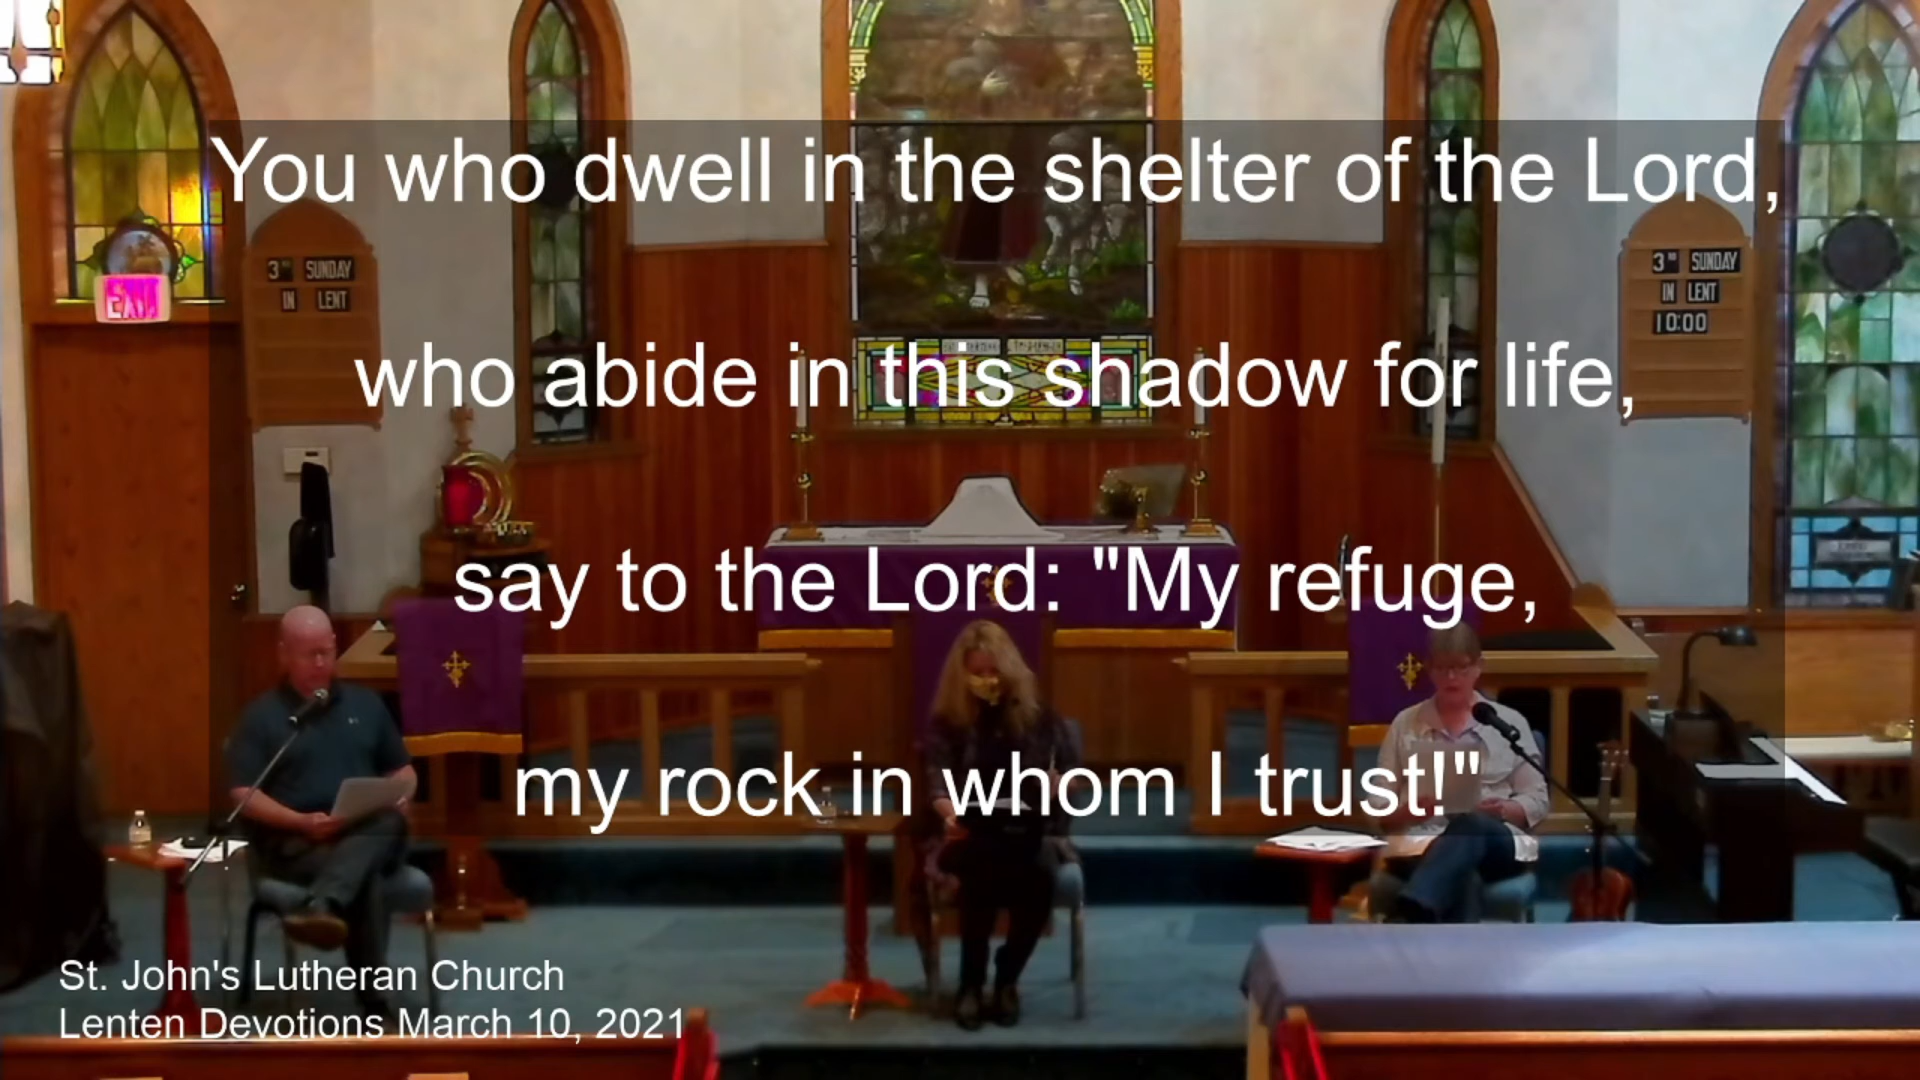 You who dwell in the shelter of the Lord,
who abide in this shadow for life,
say to the Lord: "My refuge,
my rock in whom I trust!"
3RD SUNDAY
IN LENT
3RD SUNDAY
IN LENT
10:00
EXIT
St. John's Lutheran Church
Lenten Devotions March 10, 2021